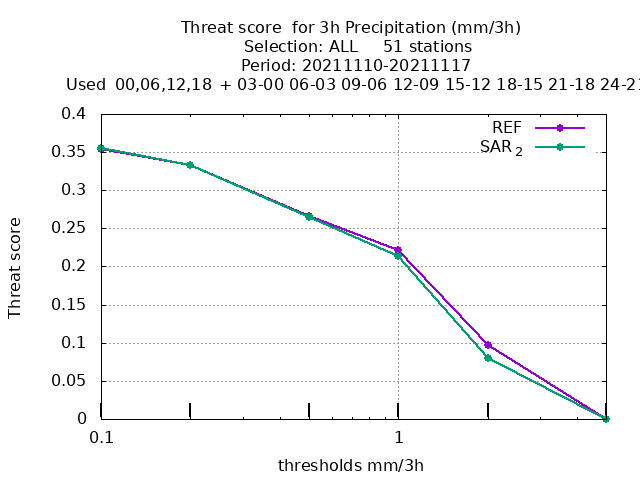 Threat score  for 3h Precipitation (mm/3h)
Selection: ALL     51 stations
Period: 20211110-20211117
Used  00,06,12,18  + 03-00 06-03 09-06 12-09  15-12 18-15 21-18 24-21
0.4
0.35
0.3
0.25
0.2
0.15
0.1
0.05
0
Threat score
REF
SAR 2
0.1
1
thresholds mm/3h